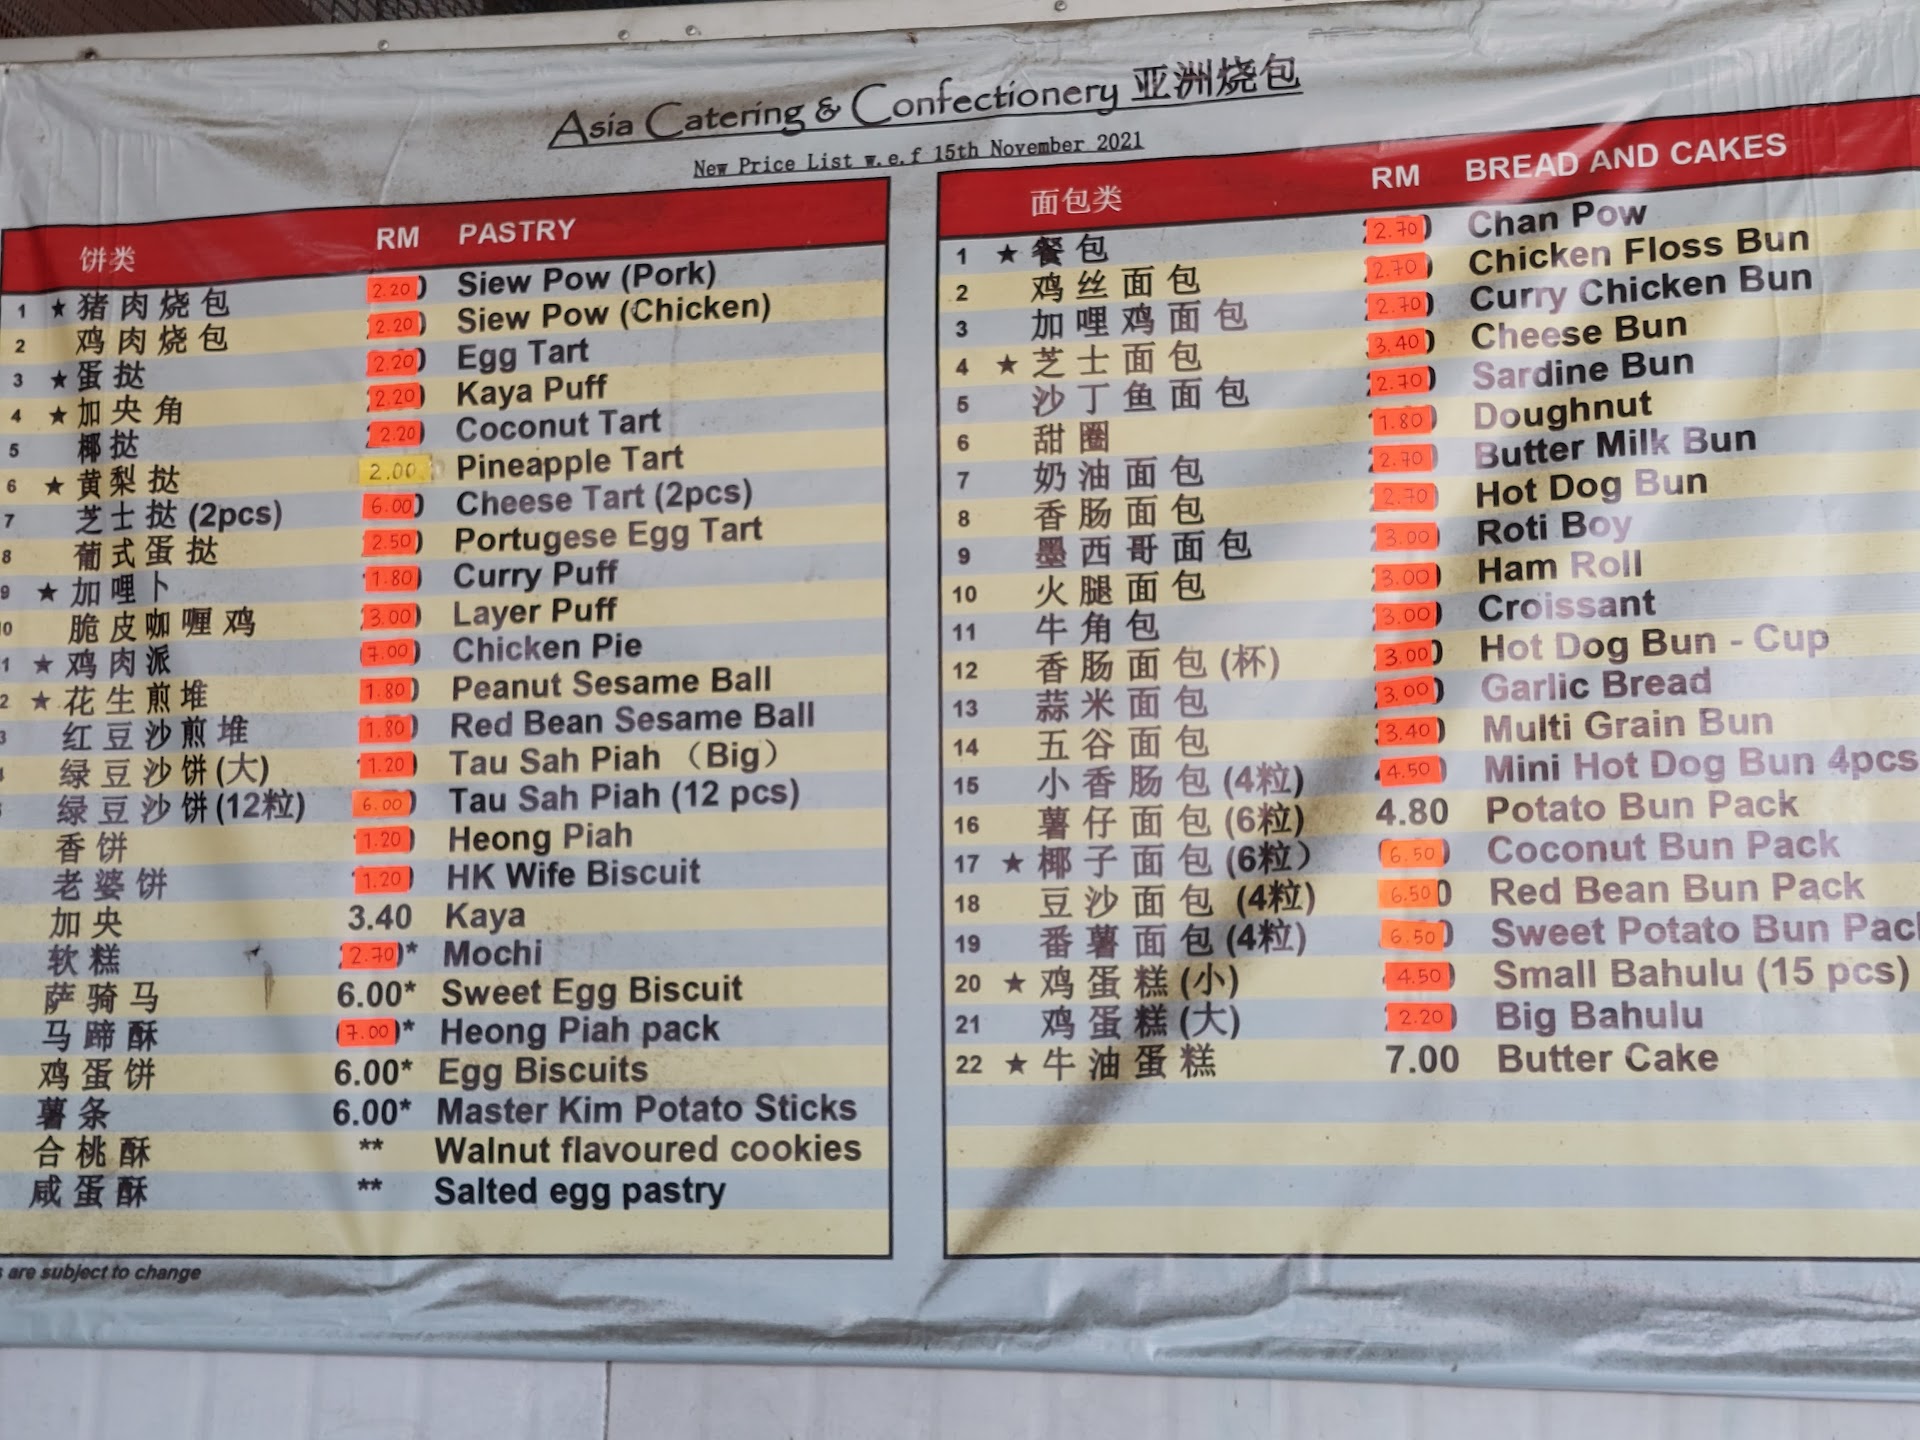 Asia Catering & Confectionery 亚洲烧包
New Price List w.e.f 15th November 2021
饼类 RM PASTRY
1 ★ 猪肉烧包 2.20 Siew Pow (Pork)
2 鸡肉烧包 2.20 Siew Pow (Chicken)
3 ★ 蛋挞 2.20 Egg Tart
4 ★ 加央角 2.20 Kaya Puff
5 椰挞 2.20 Coconut Tart
6 ★ 黄梨挞 2.00 Pineapple Tart
7 芝士挞 (2pcs) 6.00 Cheese Tart (2pcs)
8 葡式蛋挞 2.50 Portugese Egg Tart
9 ★ 加哩卜 1.80 Curry Puff
0 脆皮咖喱鸡 3.00 Layer Puff
1 ★ 鸡肉派 7.00 Chicken Pie
2 ★ 花生煎堆 1.80 Peanut Sesame Ball
3 红豆沙煎堆 1.80 Red Bean Sesame Ball
绿豆沙饼(大) 1.20 Tau Sah Piah （Big）
绿豆沙饼(12粒) 6.00 Tau Sah Piah (12 pcs)
香饼 1.20 Heong Piah
老婆饼 1.20 HK Wife Biscuit
加央 3.40 Kaya
软糕 2.70* Mochi
萨骑马 6.00* Sweet Egg Biscuit
马蹄酥 7.00* Heong Piah pack
鸡蛋饼 6.00* Egg Biscuits
薯条 6.00* Master Kim Potato Sticks
合桃酥 ** Walnut flavoured cookies
咸蛋酥 ** Salted egg pastry
are subject to change
面包类 RM BREAD AND CAKES
1 ★ 餐包 2.70 Chan Pow
2 鸡丝面包 2.70 Chicken Floss Bun
3 加哩鸡面包 2.70 Curry Chicken Bun
4 ★ 芝士面包 3.40 Cheese Bun
5 沙丁鱼面包 2.70 Sardine Bun
6 甜圈 1.80 Doughnut
7 奶油面包 2.70 Butter Milk Bun
8 香肠面包 2.70 Hot Dog Bun
9 墨西哥面包 3.00 Roti Boy
10 火腿面包 3.00 Ham Roll
11 牛角包 3.00 Croissant
12 香肠面包(杯) 3.00 Hot Dog Bun - Cup
13 蒜米面包 3.00 Garlic Bread
14 五谷面包 3.40 Multi Grain Bun
15 小香肠包(4粒) 4.50 Mini Hot Dog Bun 4pcs
16 薯仔面包(6粒) 4.80 Potato Bun Pack
17 ★ 椰子面包(6粒） 6.50 Coconut Bun Pack
18 豆沙面包 (4粒) 6.50 Red Bean Bun Pack
19 番薯面包(4粒) 6.50 Sweet Potato Bun Pack
20 ★ 鸡蛋糕(小) 4.50 Small Bahulu (15 pcs)
21 鸡蛋糕(大) 2.20 Big Bahulu
22 ★ 牛油蛋糕 7.00 Butter Cake